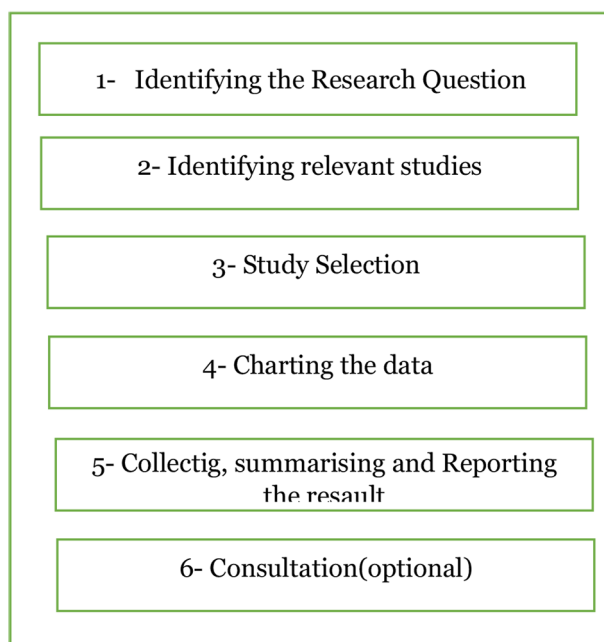 1- Identifying the Research Question
2- Identifying relevant studies
3- Study Selection
4- Charting the data
5- Collectig, summarising and Reporting
the resault
6- Consultation(optional)